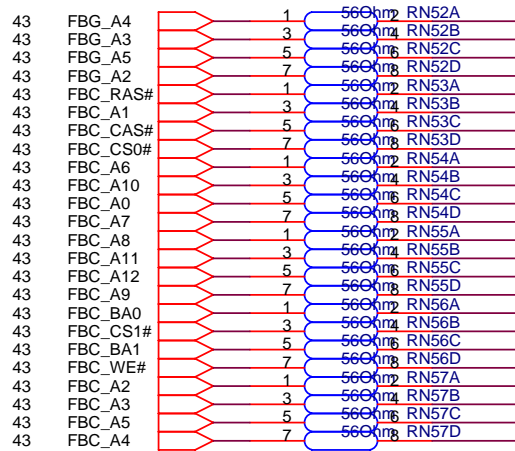 43 FBG_A4 1 56Ohm 2 RN52A
43 FBG_A3 3 56Ohm 4 RN52B
43 FBG_A5 5 56Ohm 6 RN52C
43 FBG_A2 7 56Ohm 8 RN52D
43 FBC_RAS# 1 56Ohm 2 RN53A
43 FBC_A1 3 56Ohm 4 RN53B
43 FBC_CAS# 5 56Ohm 6 RN53C
43 FBC_CS0# 7 56Ohm 8 RN53D
43 FBC_A6 1 56Ohm 2 RN54A
43 FBC_A10 3 56Ohm 4 RN54B
43 FBC_A0 5 56Ohm 6 RN54C
43 FBC_A7 7 56Ohm 8 RN54D
43 FBC_A8 1 56Ohm 2 RN55A
43 FBC_A11 3 56Ohm 4 RN55B
43 FBC_A12 5 56Ohm 6 RN55C
43 FBC_A9 7 56Ohm 8 RN55D
43 FBC_BA0 1 56Ohm 2 RN56A
43 FBC_CS1# 3 56Ohm 4 RN56B
43 FBC_BA1 5 56Ohm 6 RN56C
43 FBC_WE# 7 56Ohm 8 RN56D
43 FBC_A2 1 56Ohm 2 RN57A
43 FBC_A3 3 56Ohm 4 RN57B
43 FBC_A5 5 56Ohm 6 RN57C
43 FBC_A4 7 56Ohm 8 RN57D